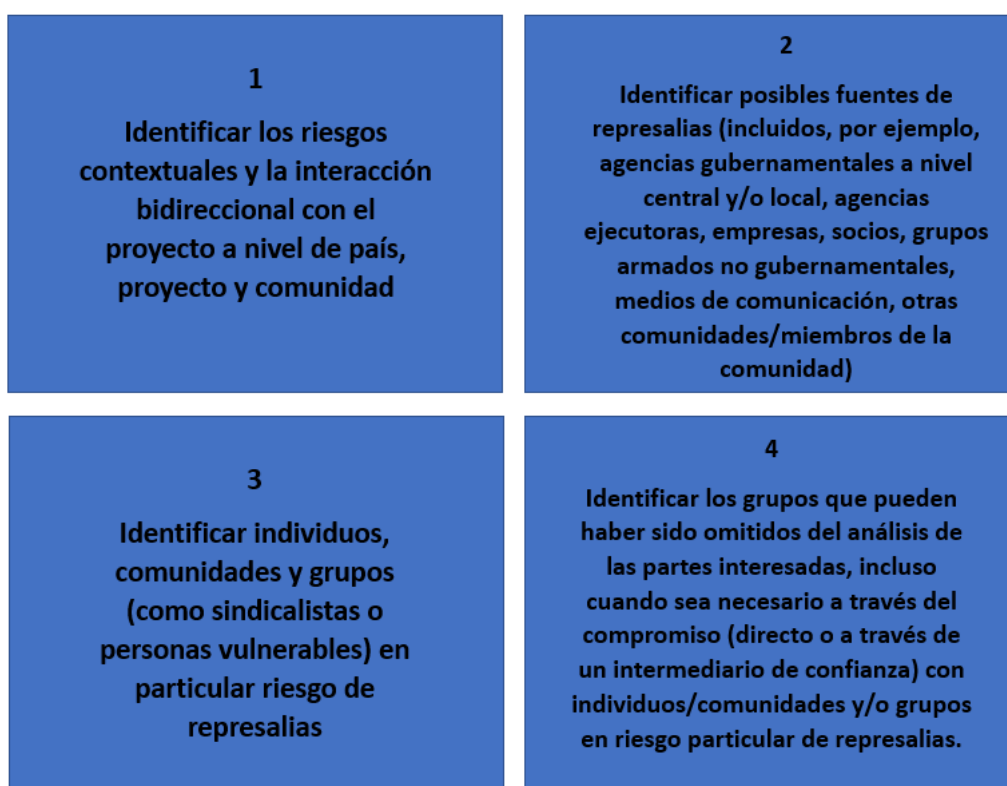 1
Identificar los riesgos
contextuales y la interacción
bidireccional con el
proyecto a nivel de país,
proyecto y comunidad
2
Identificar posibles fuentes de
represalias (incluidos, por ejemplo,
agencias gubernamentales a nivel
central y/o local, agencias
ejecutoras, empresas, socios, grupos
armados no gubernamentales,
medios de comunicación, otras
comunidades/miembros de la
comunidad)
3
Identificar individuos,
comunidades y grupos
(como sindicalistas o
personas vulnerables) en
particular riesgo de
represalias
4
Identificar los grupos que pueden
haber sido omitidos del análisis de
las partes interesadas, incluso
cuando sea necesario a través del
compromiso (directo o a través de
un intermediario de confianza) con
individuos/comunidades y/o grupos
en riesgo particular de represalias.